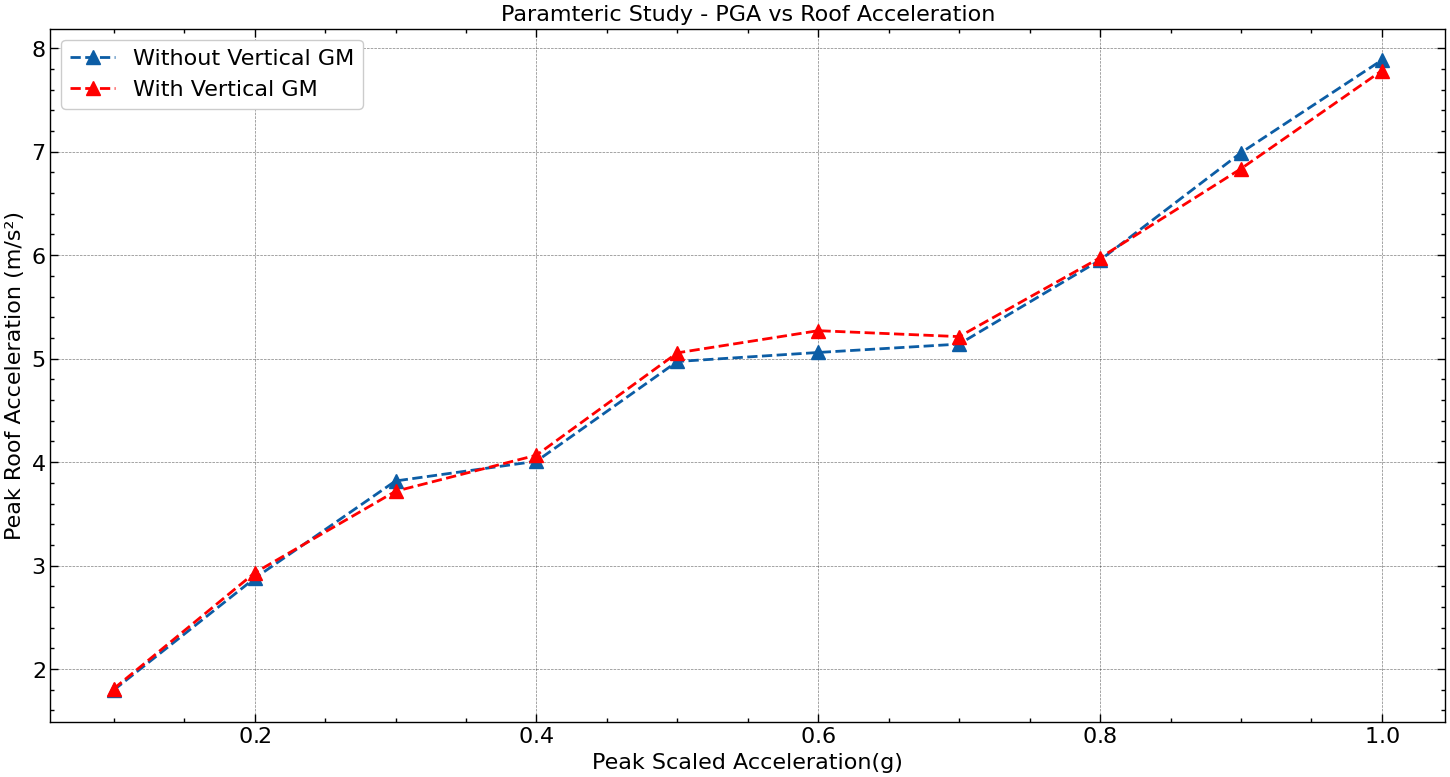 Paramteric Study - PGA vs Roof Acceleration
Without Vertical GM
With Vertical GM
Peak Roof Acceleration (m/s²)
8
7
6
5
4
3
2
0.2 0.4 0.6 0.8 1.0
Peak Scaled Acceleration(g)